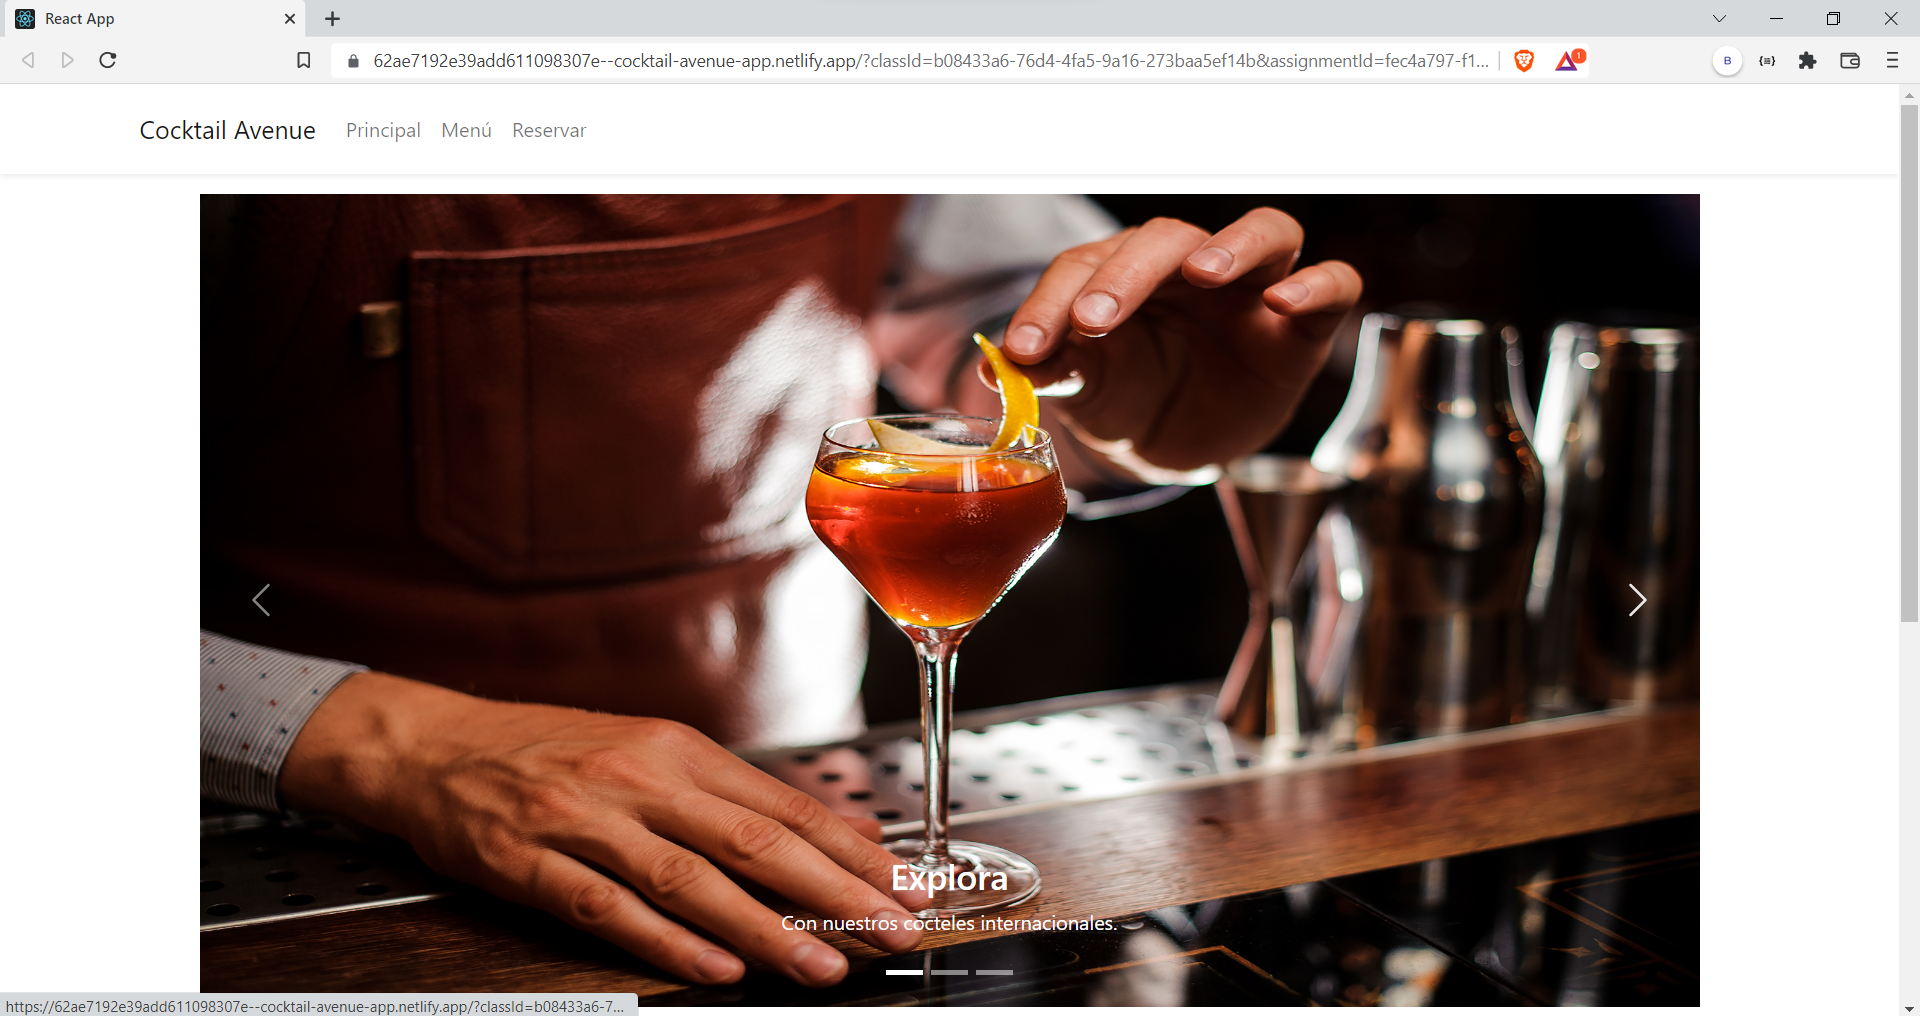 React App
62ae7192e39add611098307e--cocktail-avenue-app.netlify.app/?classId=b08433a6-76d4-4fa5-9a16-273baa5ef14b&assignmentId=fec4a797-f1...
1
B
Cocktail Avenue Principal Menú Reservar
Explora
Con nuestros cocteles internacionales.
https://62ae7192e39add611098307e--cocktail-avenue-app.netlify.app/?classId=b08433a6-7...